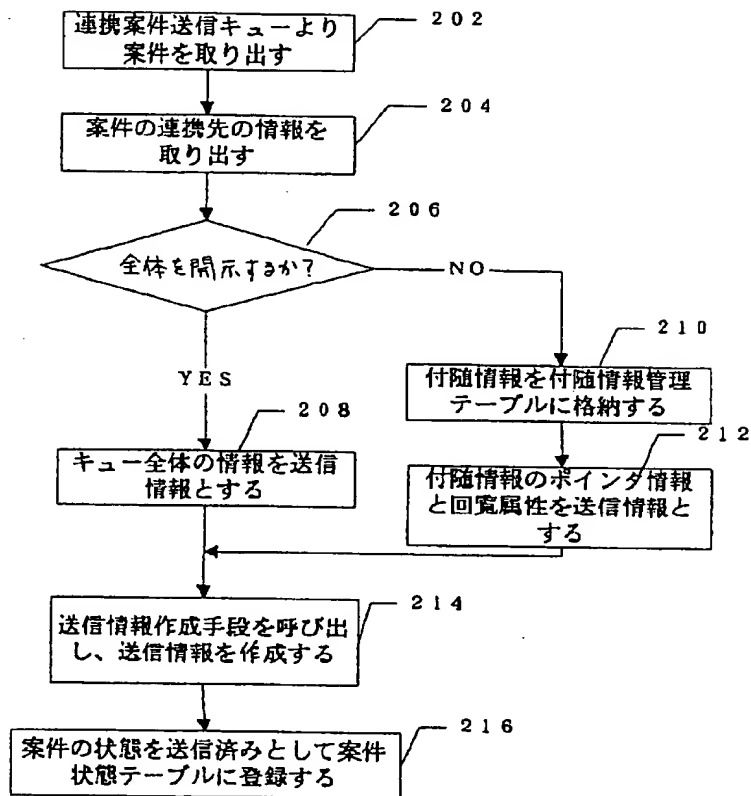 連携案件送信キューより
案件を取り出す
202
案件の連携先の情報を
取り出す
204
206
全体を開示するか?
NO
YES
210
付随情報を付随情報管理
テーブルに格納する
208
キュー全体の情報を送信
情報とする
212
付随情報のポインタ情報
と回覧属性を送信情報と
する
214
送信情報作成手段を呼び出
し、送信情報を作成する
216
案件の状態を送信済みとして案件
状態テーブルに登録する